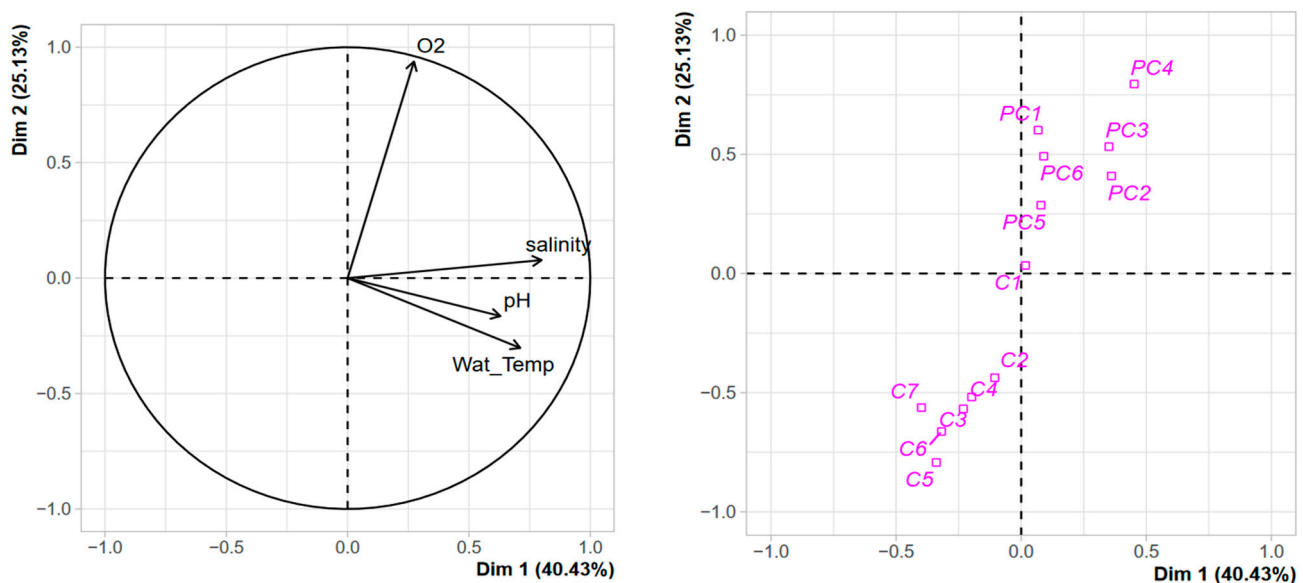 Dim 2 (25.13%)
1.0
0.5
0.0
−0.5
−1.0
O2
salinity
pH
Wat_Temp
−1.0 −0.5 0.0 0.5 1.0
Dim 1 (40.43%)
Dim 2 (25.13%)
1.0
0.5
0.0
−0.5
−1.0
PC4
PC1
PC3
PC6
PC2
PC5
C1
C2
C7
C4
C3
C6
C5
−1.0 −0.5 0.0 0.5 1.0
Dim 1 (40.43%)